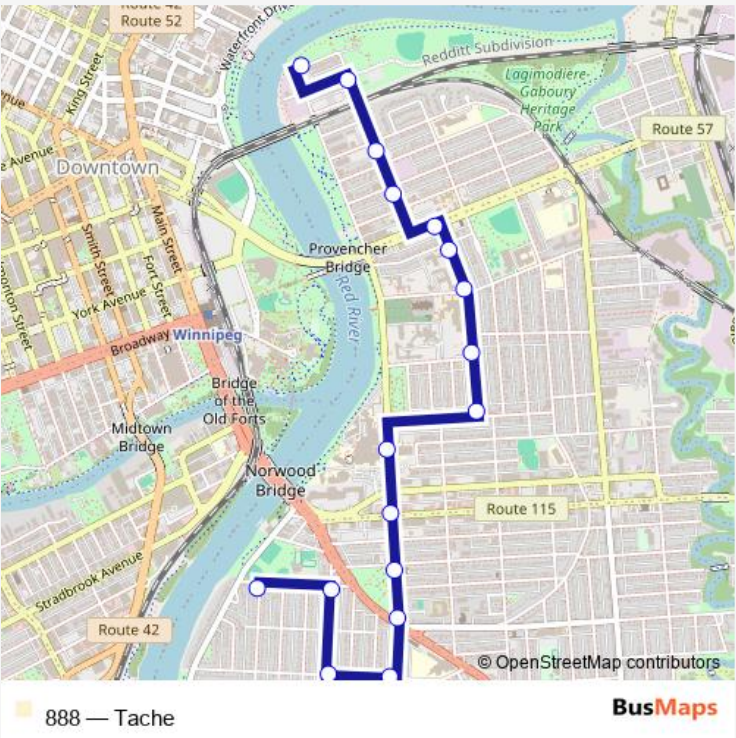 Route 42
Route 52
Waterfront Drive
Redditt Subdivision
King Street
Lagimodiere-
Gaboury
Heritage
Park
Route 57
e Avenue
Downtown
Main Street
Smith Street
Fort Street
Provencher
Bridge
York Avenue
Red River
Winnipeg
Broadway
Bridge
of the
Old Forts
Midtown
Bridge
Norwood
Bridge
Route 115
Stradbrook Avenue
Route 42
© OpenStreetMap contributors
888 — Tache
BusMaps